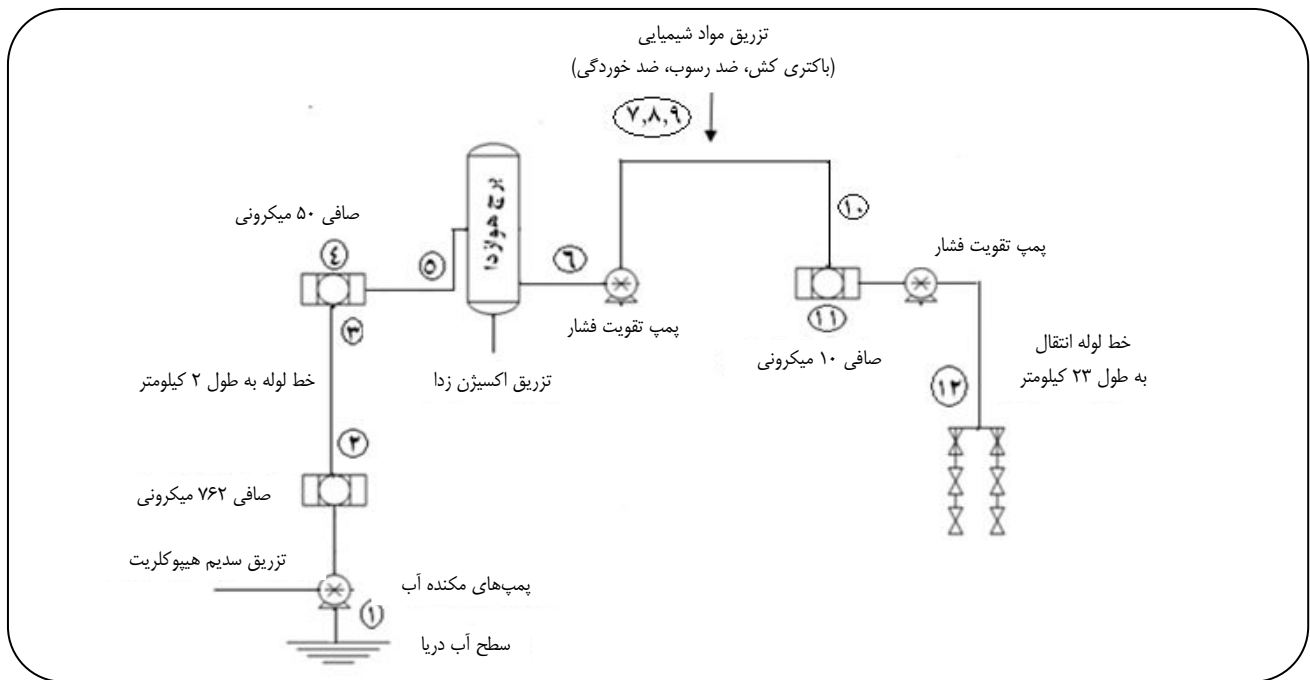 تزریق مواد شیمیایی
(باکتری کش، ضد رسوب، ضد خوردگی)
۷,۸,۹
برج هوازدا
۱۰
صافی ۵۰ میکرونی
۴
۵
۶
پمپ تقویت فشار
پمپ تقویت فشار
۱۱
صافی ۱۰ میکرونی
۳
خط لوله به طول ۲ کیلومتر
تزریق اکسیژن زدا
خط لوله انتقال
به طول ۲۳ کیلومتر
۱۲
۲
صافی ۷۶۲ میکرونی
تزریق سدیم هیپوکلریت
پمپ‌های مکنده آب
۱
سطح آب دریا